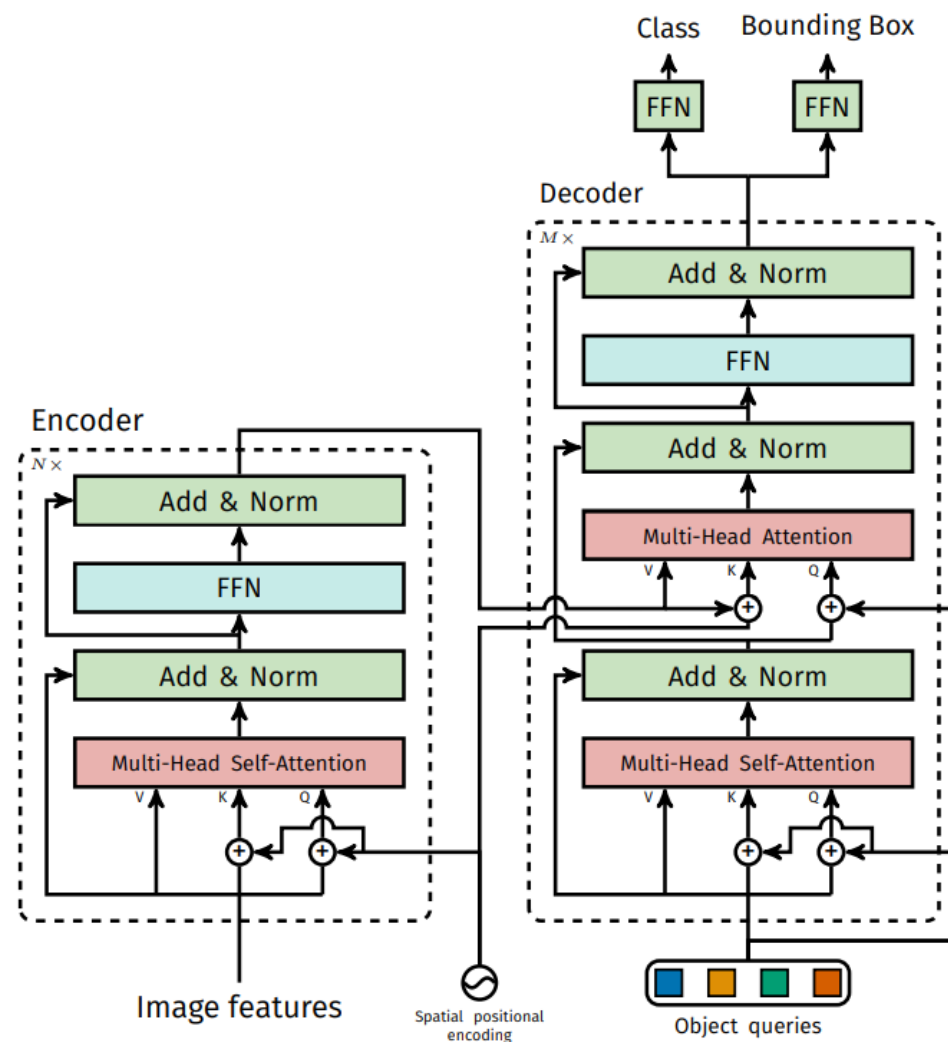 Class
Bounding Box
FFN
FFN
Decoder
M ×
Add & Norm
FFN
Add & Norm
Multi-Head Attention
V
K
Q
+
+
Add & Norm
Multi-Head Self-Attention
V
K
Q
+
+
Object queries
Encoder
N ×
Add & Norm
FFN
Add & Norm
Multi-Head Self-Attention
V
K
Q
+
+
Image features
Spatial positional
encoding